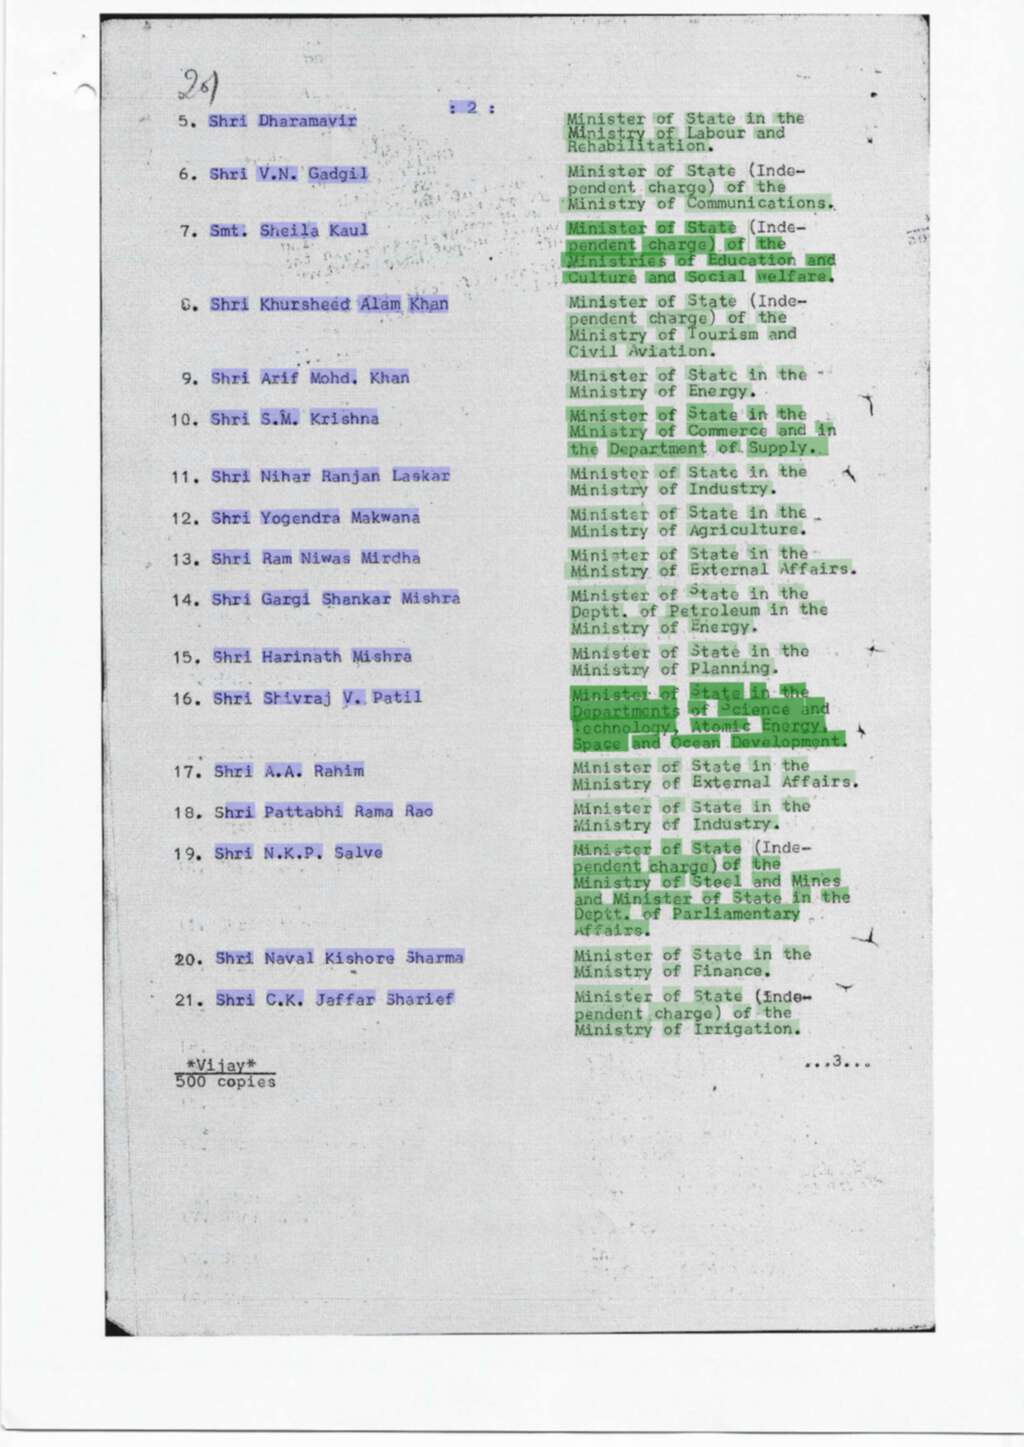 : 2 :
5. Shri Dharamavir Minister of State in the
Ministry of Labour and
Rehabilitation.
6. Shri V.N. Gadgil Minister of State (Inde-
pendent charge) of the
Ministry of Communications.
7. Smt. Sheila Kaul Minister of State (Inde-
pendent charge) of the
Ministries of Education and
Culture and Social welfare.
8. Shri Khursheed Alam Khan Minister of State (Inde-
pendent charge) of the
Ministry of Tourism and
Civil Aviation.
9. Shri Arif Mohd. Khan Minister of State in the
Ministry of Energy.
10. Shri S.M. Krishna Minister of State in the
Ministry of Commerce and in
the Department of Supply.
11. Shri Nihar Ranjan Laskar Minister of State in the
Ministry of Industry.
12. Shri Yogendra Makwana Minister of State in the
Ministry of Agriculture.
13. Shri Ram Niwas Mirdha Minister of State in the
Ministry of External Affairs.
14. Shri Gargi Shankar Mishra Minister of State in the
Deptt. of Petroleum in the
Ministry of Energy.
15. Shri Harinath Mishra Minister of State in the
Ministry of Planning.
16. Shri Shivraj V. Patil Minister of State in the
Departments of Science and
Technology, Atomic Energy,
Space and Ocean Development.
17. Shri A.A. Rahim Minister of State in the
Ministry of External Affairs.
18. Shri Pattabhi Rama Rao Minister of State in the
Ministry of Industry.
19. Shri N.K.P. Salve Minister of State (Inde-
pendent charge) of the
Ministry of Steel and Mines
and Minister of State in the
Deptt. of Parliamentary
Affairs.
20. Shri Naval Kishore Sharma Minister of State in the
Ministry of Finance.
21. Shri C.K. Jaffar Sharief Minister of State (Inde-
pendent charge) of the
Ministry of Irrigation.
*Vijay* ...3...
500 copies